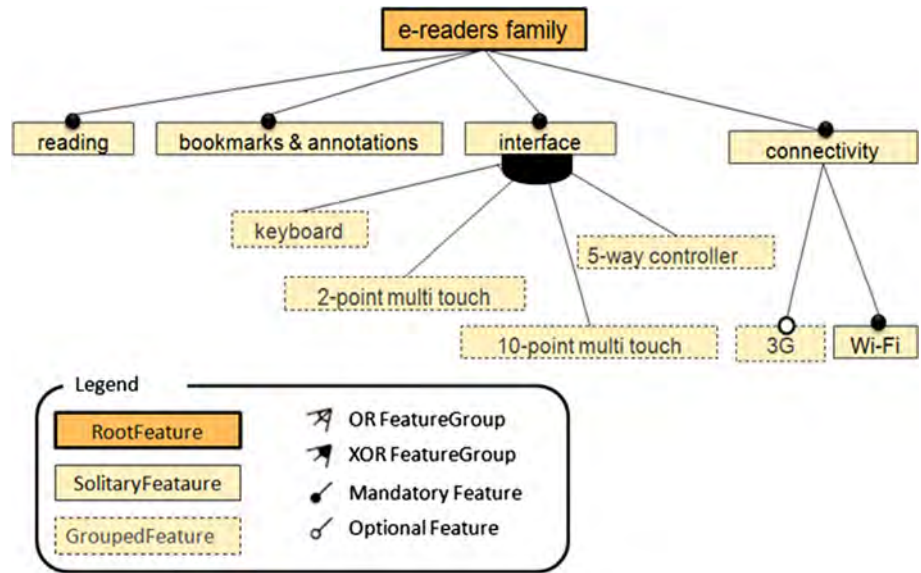 e-readers family
reading
bookmarks & annotations
interface
connectivity
keyboard
5-way controller
2-point multi touch
10-point multi touch
3G
Wi-Fi
Legend
RootFeature
SolitaryFeataure
GroupedFeature
OR FeatureGroup
XOR FeatureGroup
Mandatory Feature
Optional Feature